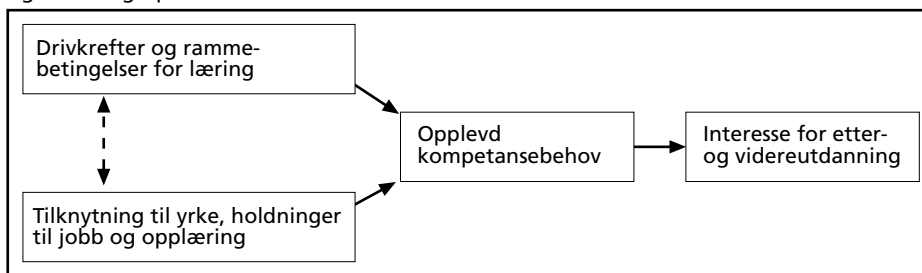 Drivkrefter og ramme-
betingelser for læring
Opplevd
kompetansebehov
Interesse for etter-
og videreutdanning
Tilknytning til yrke, holdninger
til jobb og opplæring